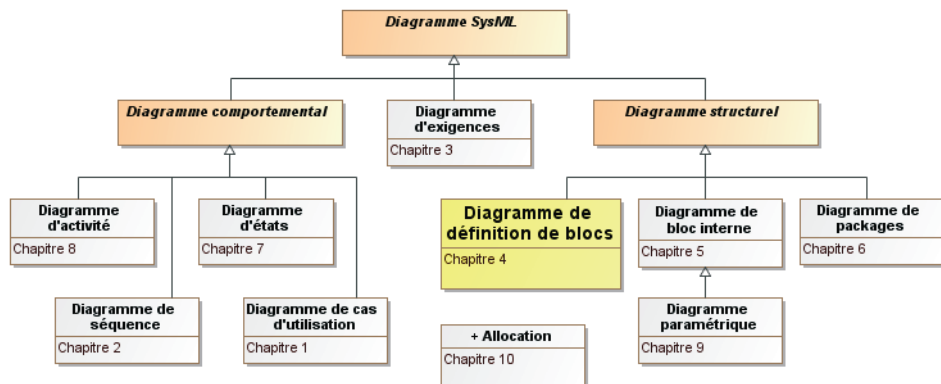 Diagramme SysML
Diagramme comportemental
Diagramme
d'exigences
Chapitre 3
Diagramme structurel
Diagramme
d'activité
Chapitre 8
Diagramme
d'états
Chapitre 7
Diagramme de
définition de blocs
Chapitre 4
Diagramme de
bloc interne
Chapitre 5
Diagramme de
packages
Chapitre 6
Diagramme de
séquence
Chapitre 2
Diagramme de cas
d'utilisation
Chapitre 1
+ Allocation
Chapitre 10
Diagramme
paramétrique
Chapitre 9